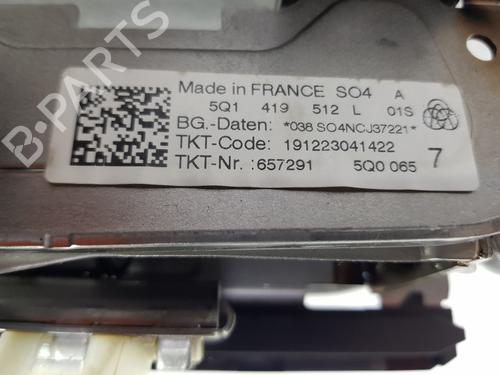 Made in FRANCE SO4 A
5Q1 419 512 L 01S
BG.-Daten: *038 SO4NCJ37221*
TKT-Code: 191223041422
TKT-Nr. :657291 5Q0 065 7
B-PARTS